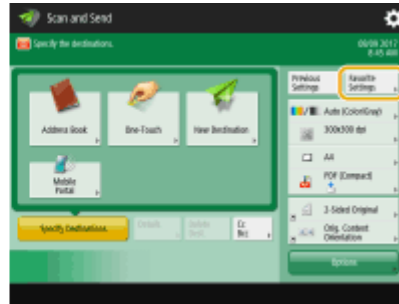 Scan and Send
Specify the destinations.
09/09 2017
8:45 AM
Previous Settings
Favorite Settings
Address Book
One-Touch
New Destination
Mobile Portal
Auto (Color/Gray)
300x300 dpi
A4
PDF (Compact)
2-Sided Original
Orig. Content Orientation
Specify Destinations
Details
Delete Dest.
Cc Bcc
Options